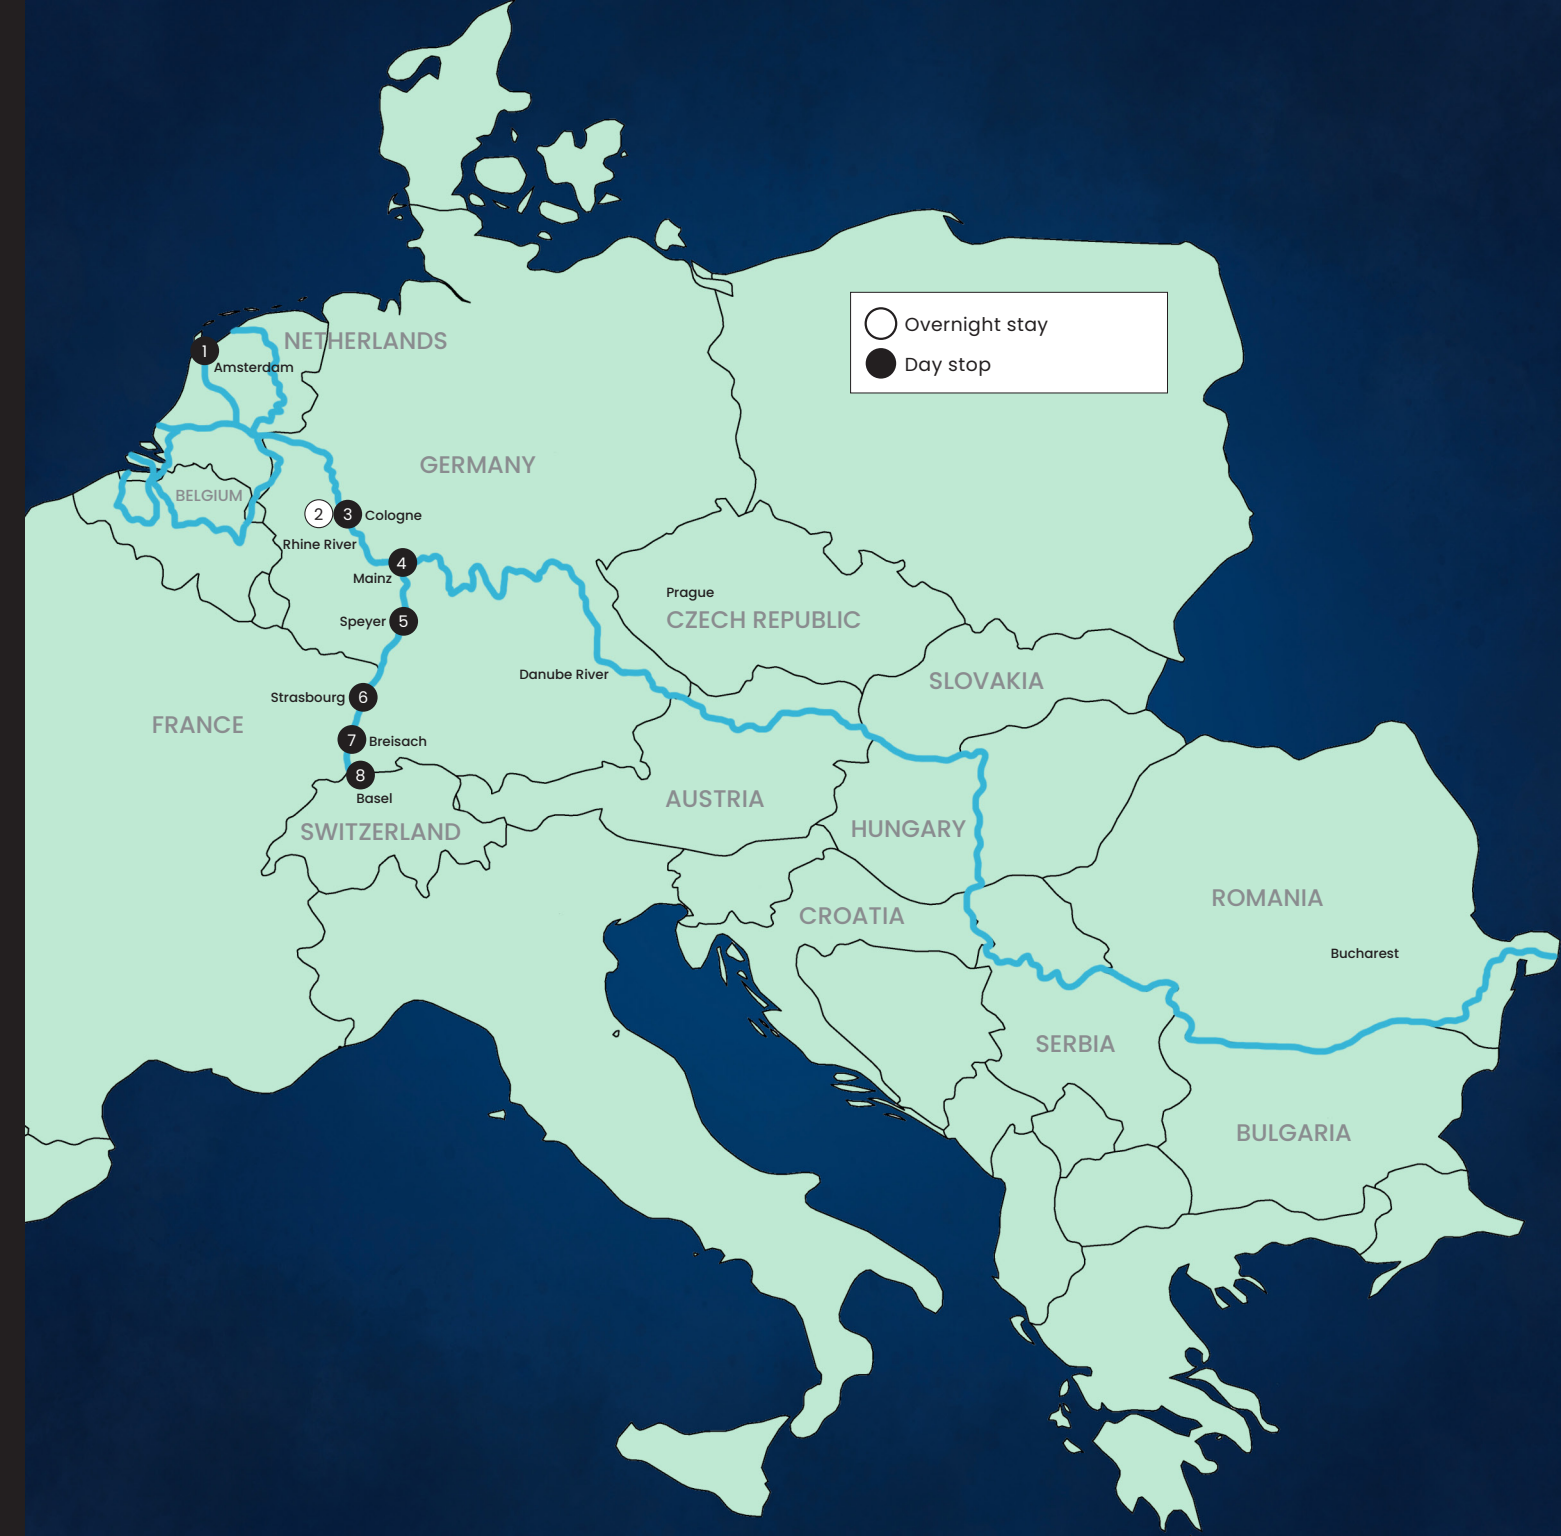 Overnight stay
Day stop
NETHERLANDS
1
Amsterdam
GERMANY
BELGIUM
2
3
Cologne
Rhine River
4
Mainz
Prague
CZECH REPUBLIC
5
Speyer
Danube River
SLOVAKIA
Strasbourg
6
FRANCE
7
Breisach
8
Basel
AUSTRIA
SWITZERLAND
HUNGARY
ROMANIA
CROATIA
Bucharest
SERBIA
BULGARIA